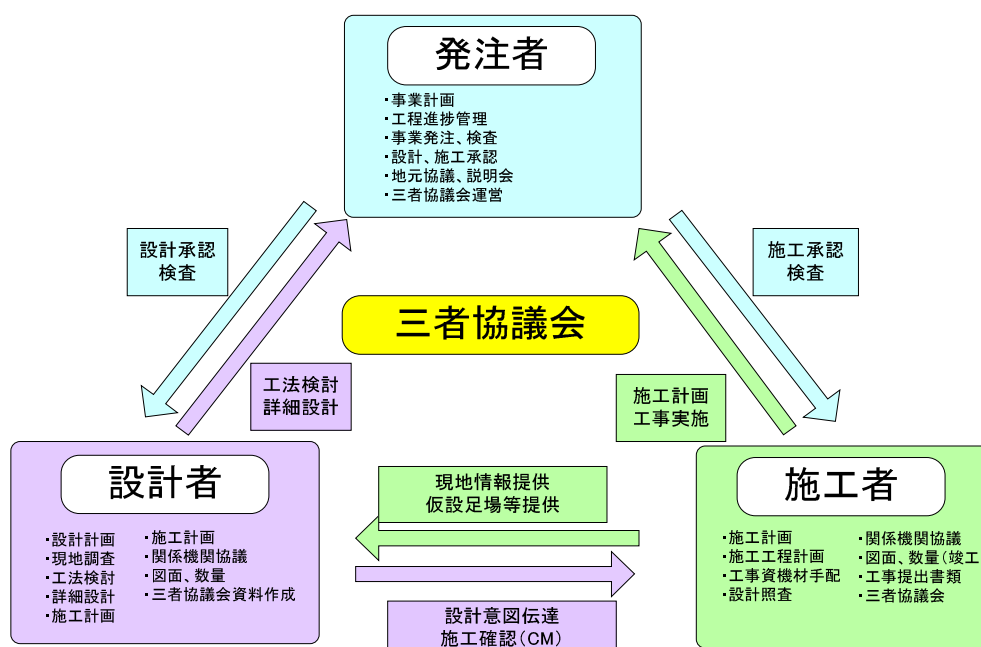 発注者
・事業計画
・工程進捗管理
・事業発注、検査
・設計、施工承認
・地元協議、説明会
・三者協議会運営
設計承認
検査
施工承認
検査
三者協議会
工法検討
詳細設計
施工計画
工事実施
設計者
・設計計画
・現地調査
・工法検討
・詳細設計
・施工計画
・施工計画
・関係機関協議
・図面、数量
・三者協議会資料作成
現地情報提供
仮設足場等提供
設計意図伝達
施工確認(CM)
施工者
・施工計画
・施工工程計画
・工事資機材手配
・設計照査
・関係機関協議
・図面、数量(竣工
・工事提出書類
・三者協議会